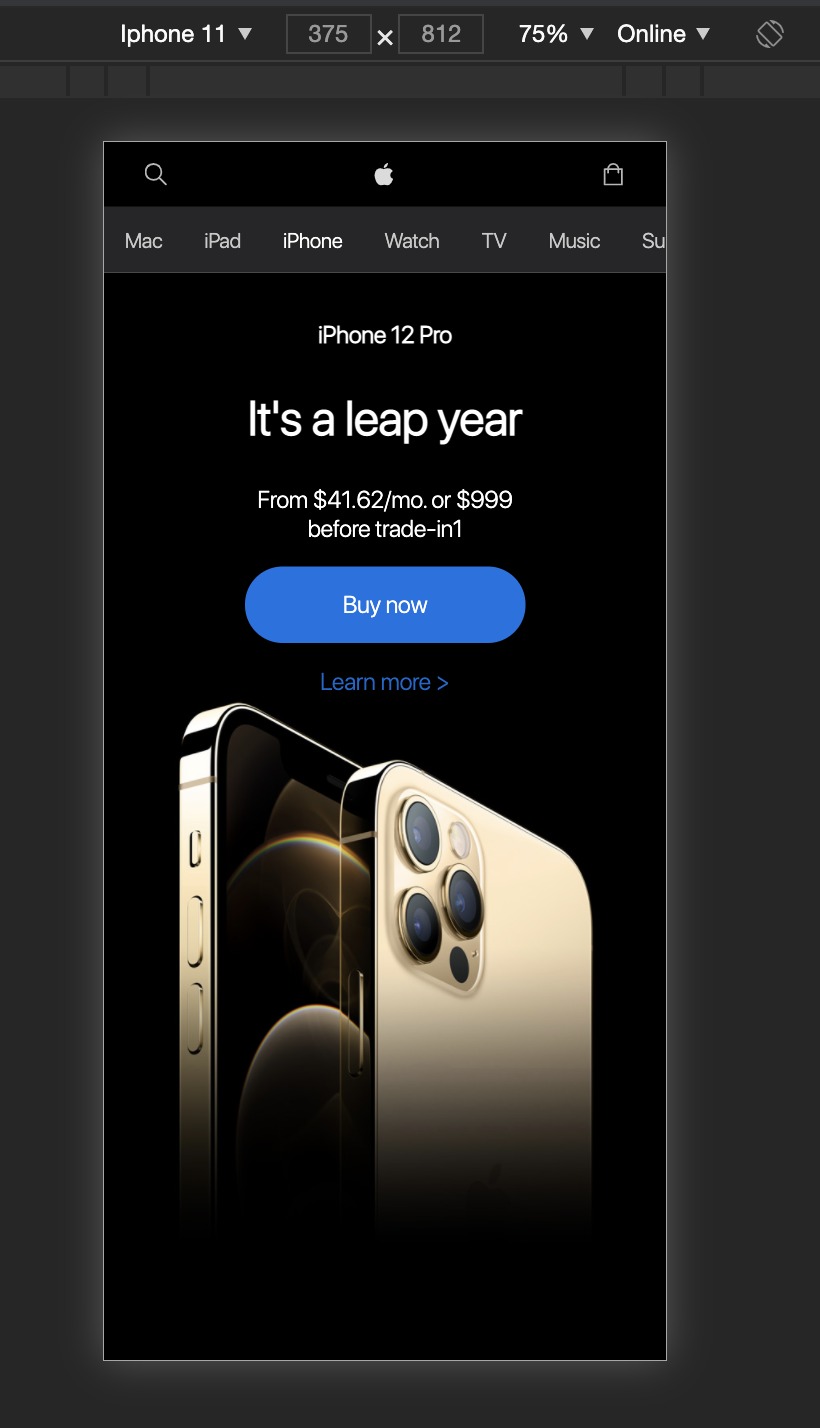 Iphone 11 ▼ 375 × 812 75% ▼ Online ▼
Mac iPad iPhone Watch TV Music Su
iPhone 12 Pro
It's a leap year
From $41.62/mo. or $999
before trade-in1
Buy now
Learn more >